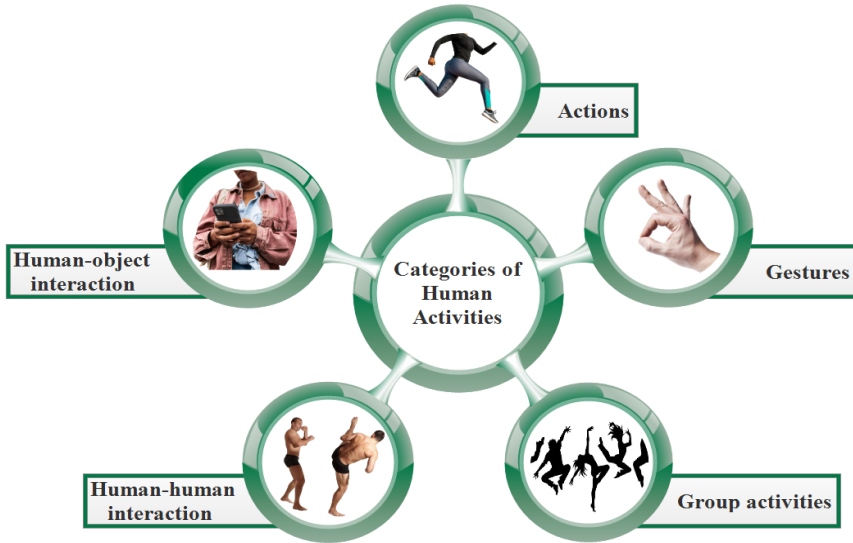 Actions
Human-object
interaction
Gestures
Categories of
Human
Activities
Human-human
interaction
Group activities